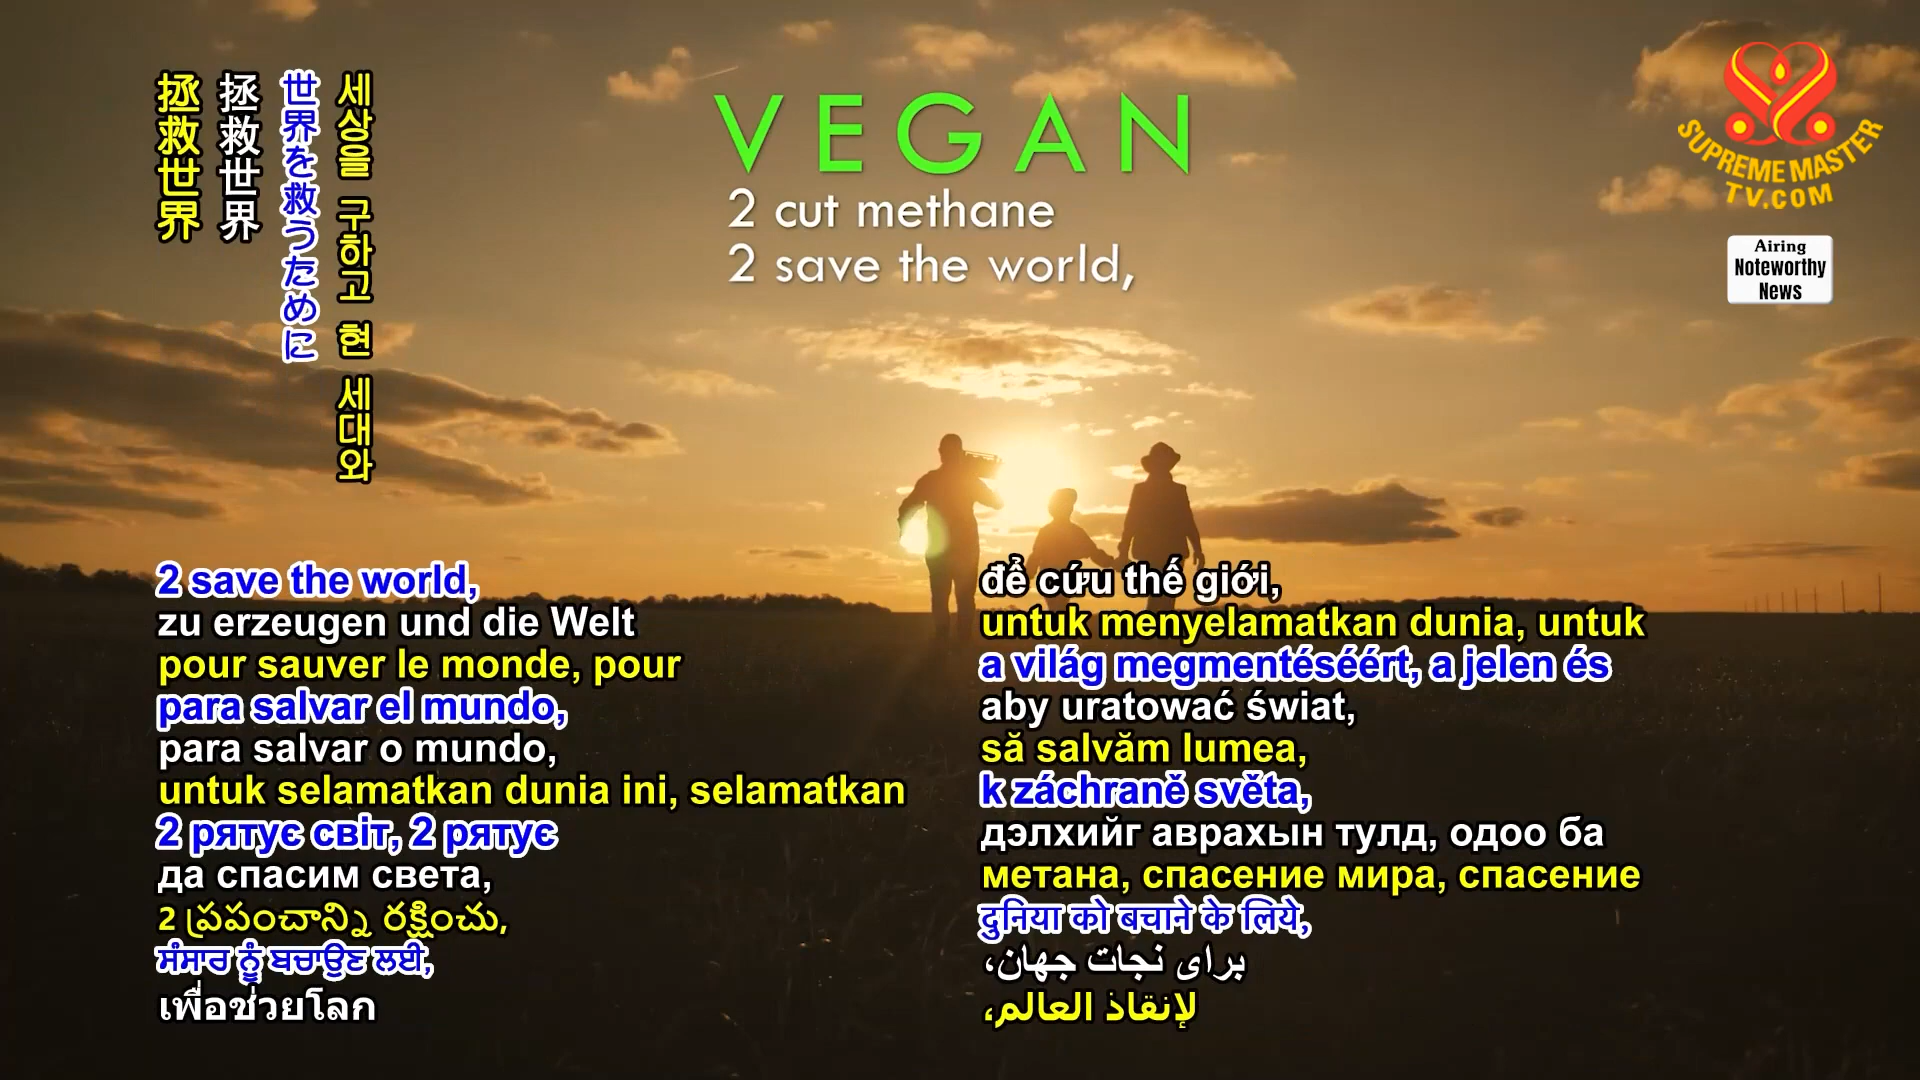 VEGAN
2 cut methane
2 save the world,
SUPREME MASTER
TV.COM
Airing
Noteworthy
News
拯救世界
拯救世界
世界を救うために
세상을 구하고 현 세대와
2 save the world,
zu erzeugen und die Welt
pour sauver le monde, pour
para salvar el mundo,
para salvar o mundo,
untuk selamatkan dunia ini, selamatkan
2 рятує світ, 2 рятує
да спасим света,
2 ప్రపంచాన్ని రక్షించు,
ਸੰਸਾਰ ਨੂੰ ਬਚਾਉਣ ਲਈ,
เพื่อช่วยโลก
để cứu thế giới,
untuk menyelamatkan dunia, untuk
a világ megmentéséért, a jelen és
aby uratować świat,
să salvăm lumea,
k záchraně světa,
дэлхийг аврахын тулд, одоо ба
метана, спасение мира, спасение
दुनिया को बचाने के लिये,
برای نجات جهان،
لإنقاذ العالم،